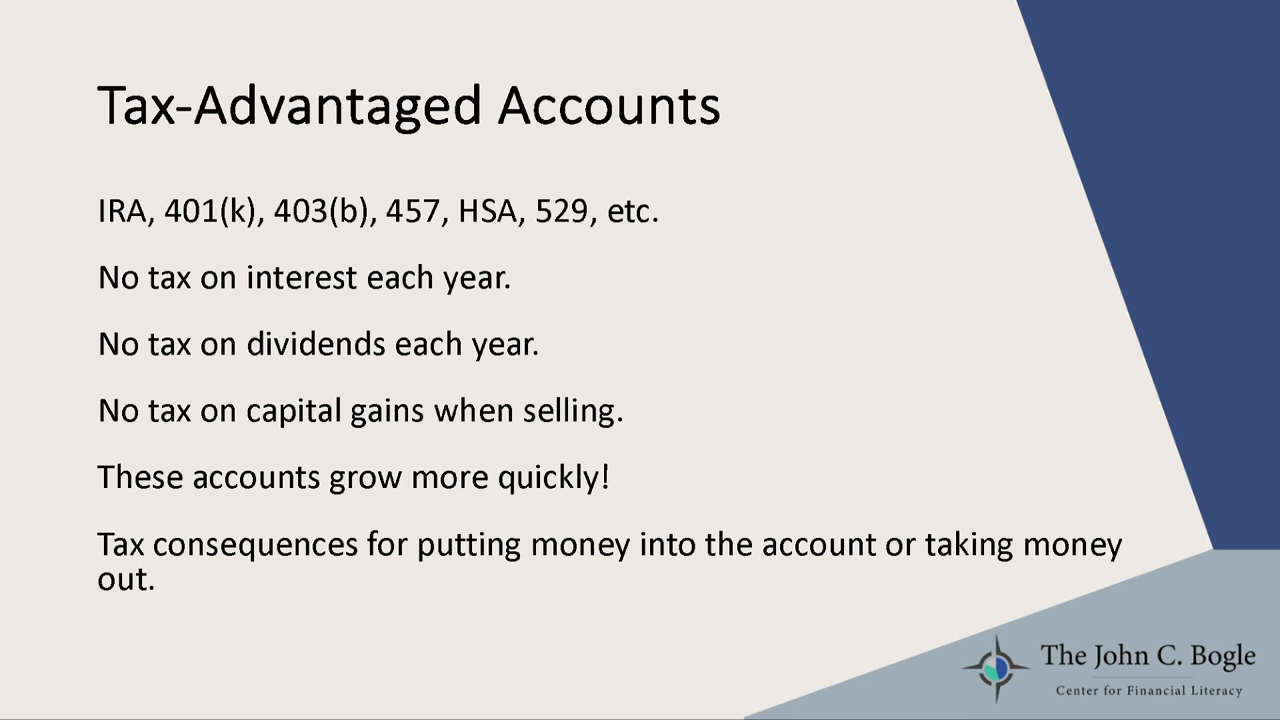 Tax-Advantaged Accounts
IRA, 401(k), 403(b), 457, HSA, 529, etc.
No tax on interest each year.
No tax on dividends each year.
No tax on capital gains when selling.
These accounts grow more quickly!
Tax consequences for putting money into the account or taking money
out.
The John C. Bogle
Center for Financial Literacy